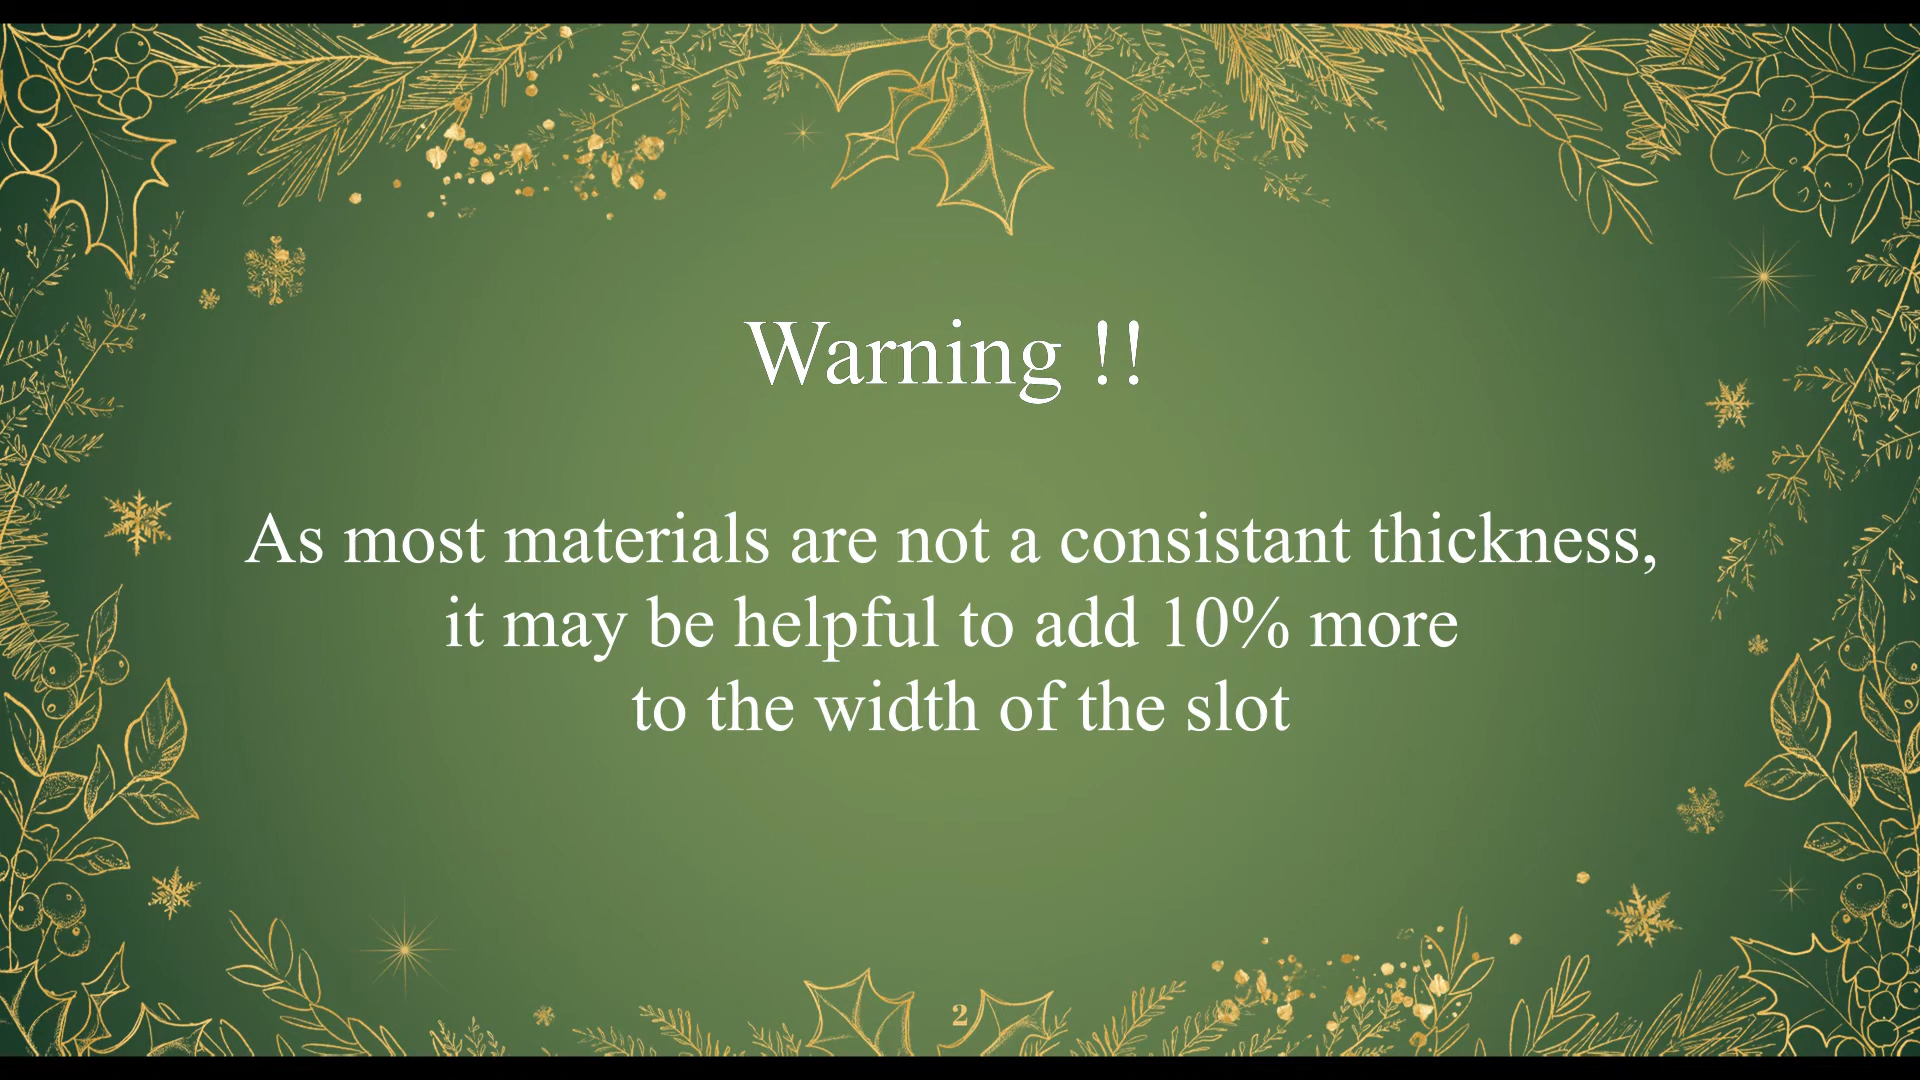 Warning !!
As most materials are not a consistant thickness,
it may be helpful to add 10% more
to the width of the slot
2